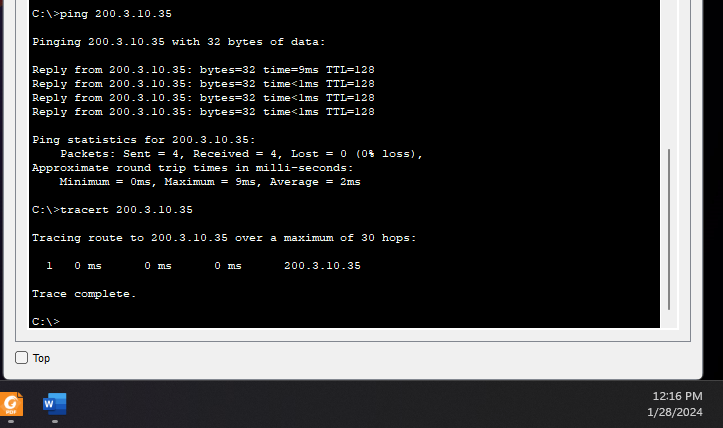 C:\>ping 200.3.10.35
Pinging 200.3.10.35 with 32 bytes of data:
Reply from 200.3.10.35: bytes=32 time=9ms TTL=128
Reply from 200.3.10.35: bytes=32 time<1ms TTL=128
Reply from 200.3.10.35: bytes=32 time<1ms TTL=128
Reply from 200.3.10.35: bytes=32 time<1ms TTL=128
Ping statistics for 200.3.10.35:
    Packets: Sent = 4, Received = 4, Lost = 0 (0% loss),
Approximate round trip times in milli-seconds:
    Minimum = 0ms, Maximum = 9ms, Average = 2ms
C:\>tracert 200.3.10.35
Tracing route to 200.3.10.35 over a maximum of 30 hops:
  1   0 ms      0 ms      0 ms      200.3.10.35
Trace complete.
C:\>
Top
PDF
W
12:16 PM
1/28/2024